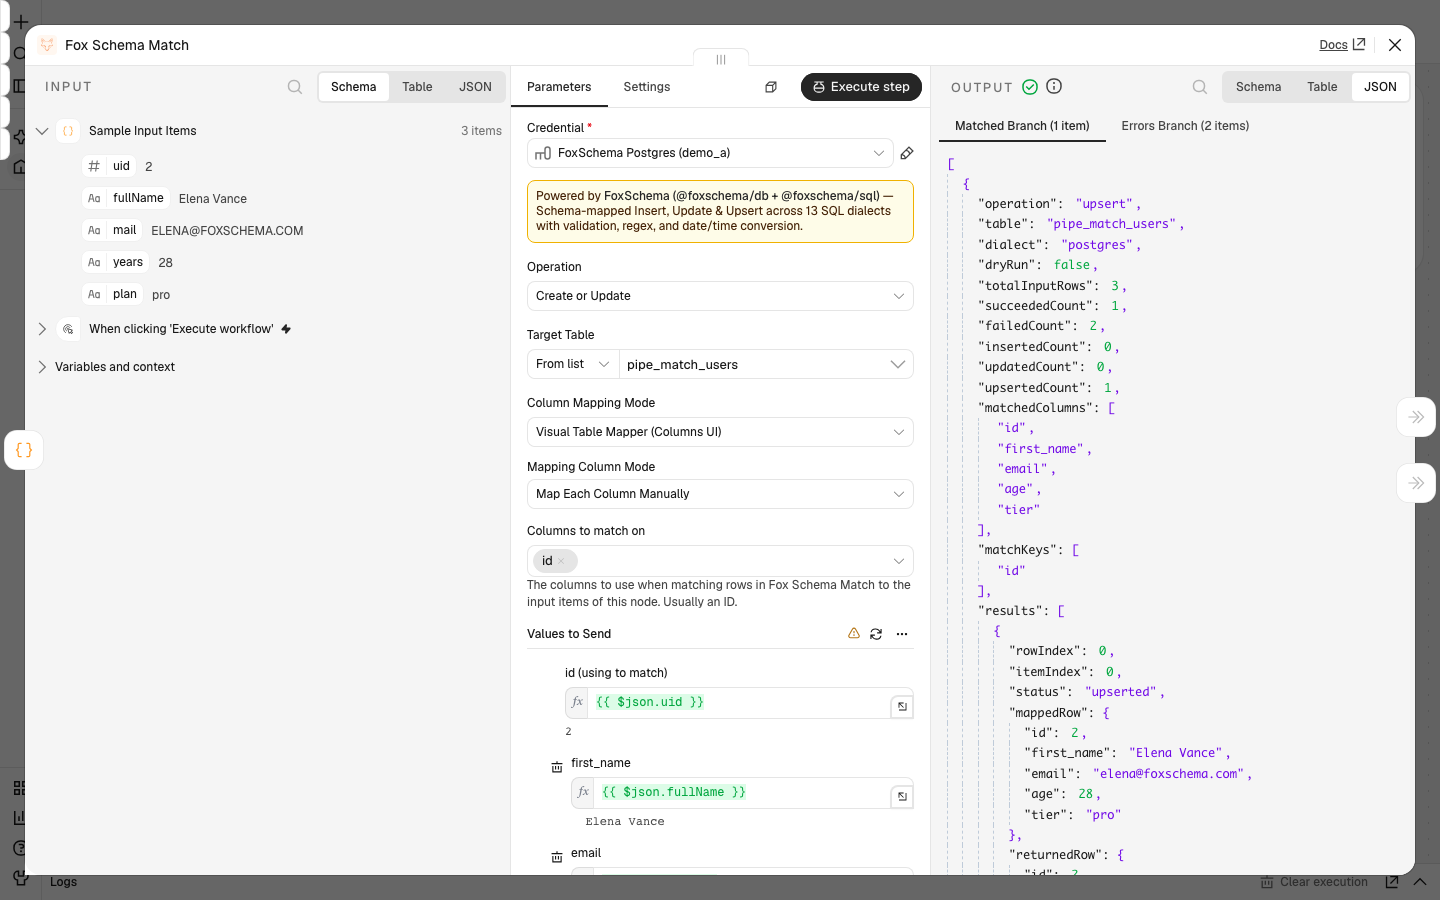 Fox Schema Match
Docs
INPUT
Schema
Table
JSON
Sample Input Items
3 items
uid
2
Aa
fullName
Elena Vance
Aa
mail
ELENA@FOXSCHEMA.COM
Aa
years
28
Aa
plan
pro
When clicking 'Execute workflow'
Variables and context
Parameters
Settings
Execute step
Credential *
FoxSchema Postgres (demo_a)
Powered by FoxSchema (@foxschema/db + @foxschema/sql) —
Schema-mapped Insert, Update & Upsert across 13 SQL dialects
with validation, regex, and date/time conversion.
Operation
Create or Update
Target Table
From list
pipe_match_users
Column Mapping Mode
Visual Table Mapper (Columns UI)
Mapping Column Mode
Map Each Column Manually
Columns to match on
id
The columns to use when matching rows in Fox Schema Match to the
input items of this node. Usually an ID.
Values to Send
id (using to match)
fx {{ $json.uid }}
2
first_name
fx {{ $json.fullName }}
Elena Vance
email
OUTPUT
Schema
Table
JSON
Matched Branch (1 item)
Errors Branch (2 items)
[
{
"operation": "upsert",
"table": "pipe_match_users",
"dialect": "postgres",
"dryRun": false,
"totalInputRows": 3,
"succeededCount": 1,
"failedCount": 2,
"insertedCount": 0,
"updatedCount": 0,
"upsertedCount": 1,
"matchedColumns": [
"id",
"first_name",
"email",
"age",
"tier"
],
"matchKeys": [
"id"
],
"results": [
{
"rowIndex": 0,
"itemIndex": 0,
"status": "upserted",
"mappedRow": {
"id": 2,
"first_name": "Elena Vance",
"email": "elena@foxschema.com",
"age": 28,
"tier": "pro"
},
"returnedRow": {
"id": 2
Logs
Clear execution